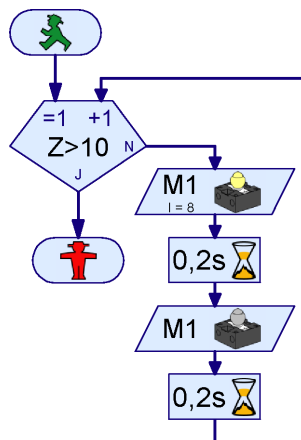 =1 +1
Z>10 N
J
M1
I = 8
0,2s
M1
0,2s